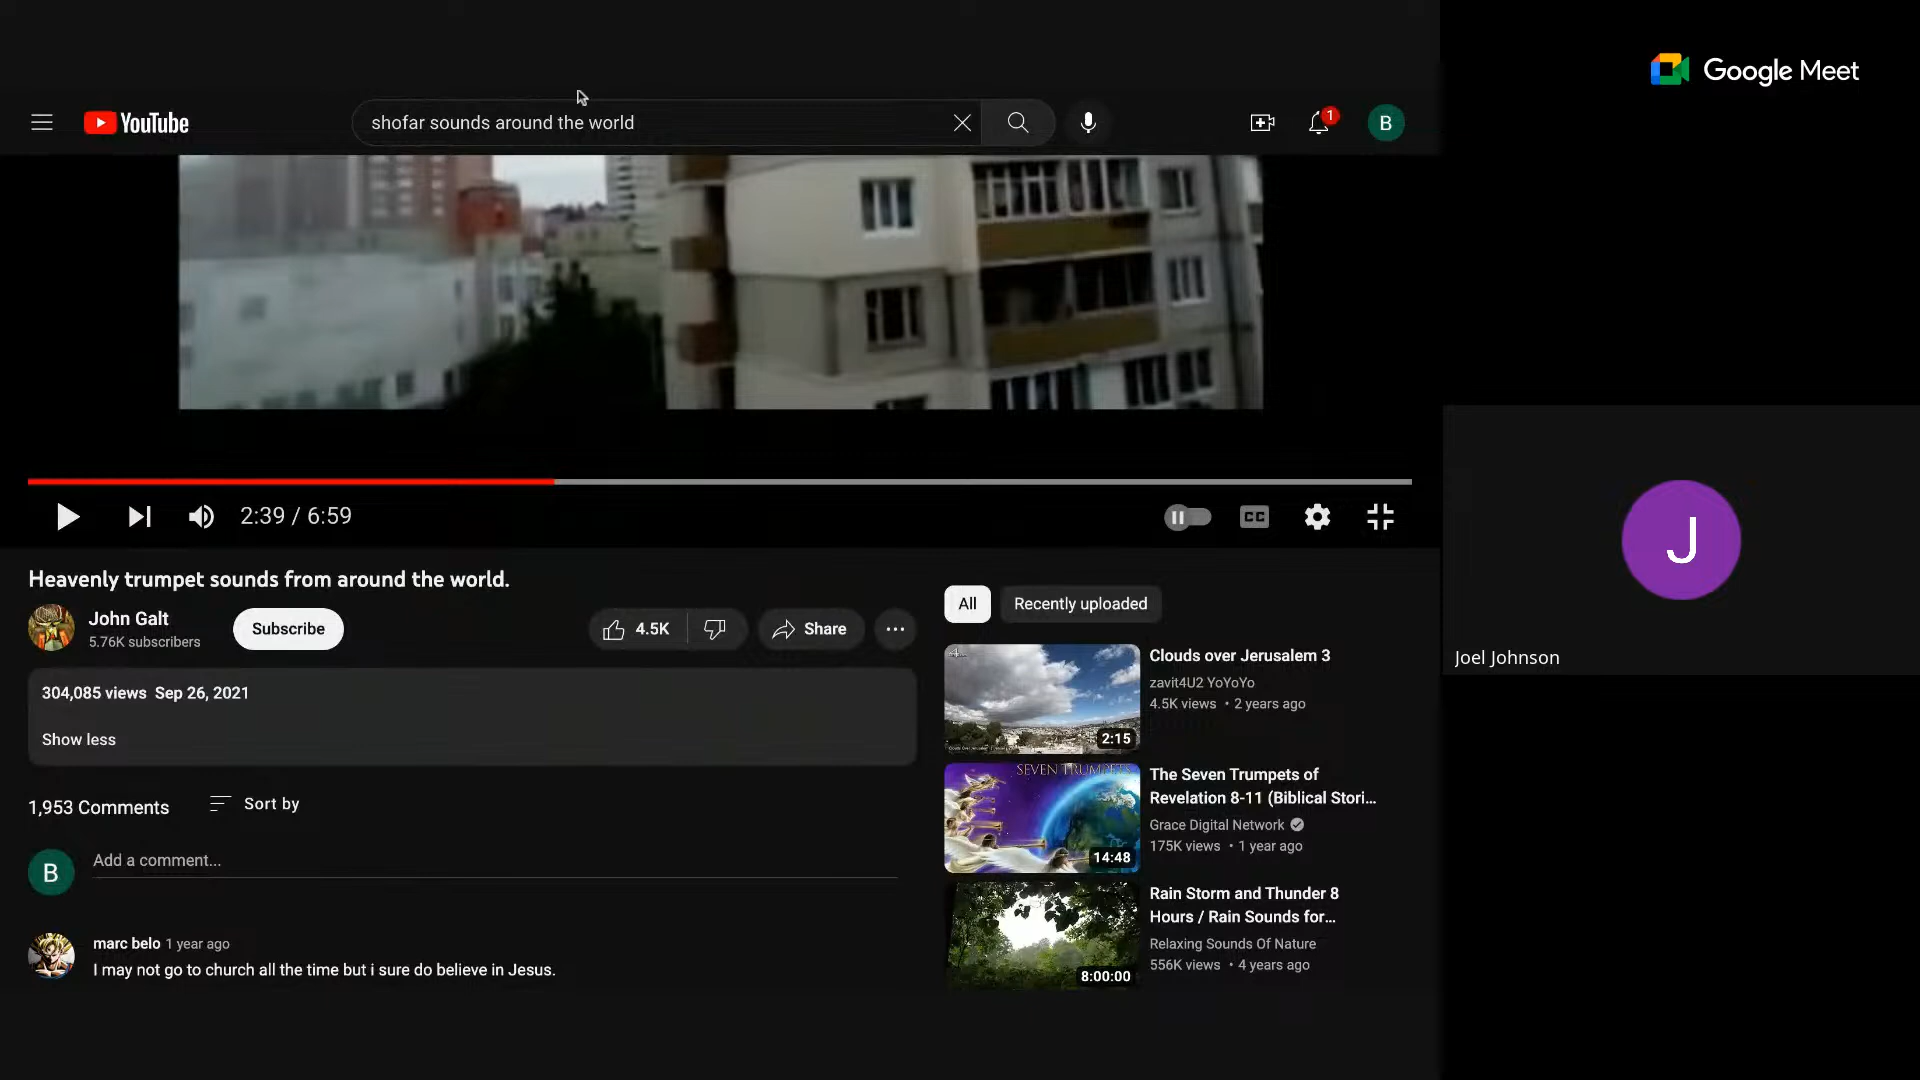 Google Meet
YouTube
shofar sounds around the world
1
B
2:39 / 6:59
CC
Heavenly trumpet sounds from around the world.
John Galt
5.76K subscribers
Subscribe
4.5K
Share
304,085 views Sep 26, 2021
Show less
1,953 Comments
Sort by
B
Add a comment...
marc belo 1 year ago
I may not go to church all the time but i sure do believe in Jesus.
All
Recently uploaded
2:15
Clouds over Jerusalem 3
zavit4U2 YoYoYo
4.5K views • 2 years ago
SEVEN TRUMPETS
14:48
The Seven Trumpets of
Revelation 8-11 (Biblical Stori...
Grace Digital Network
175K views • 1 year ago
8:00:00
Rain Storm and Thunder 8
Hours / Rain Sounds for...
Relaxing Sounds Of Nature
556K views • 4 years ago
J
Joel Johnson